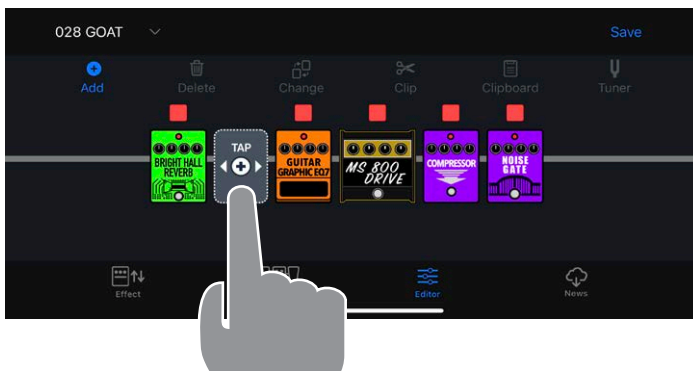 028 GOAT
Save
Add
Delete
Change
Clip
Clipboard
Tuner
BRIGHT HALL
REVERB
TAP
GUITAR
GRAPHIC EQ7
MS 800
DRIVE
COMPRESSOR
NOISE
GATE
Effect
Editor
News